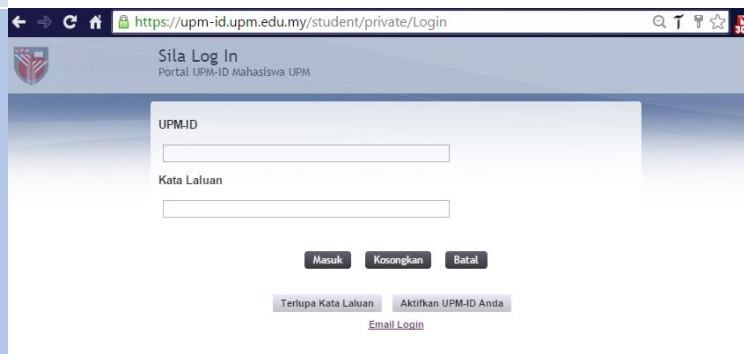 https://upm-id.upm.edu.my/student/private/Login
Sila Log In
Portal UPM-ID Mahasiswa UPM
UPM-ID
Kata Laluan
Masuk Kosongkan Batal
Terlupa Kata Laluan Aktifkan UPM-ID Anda
Email Login